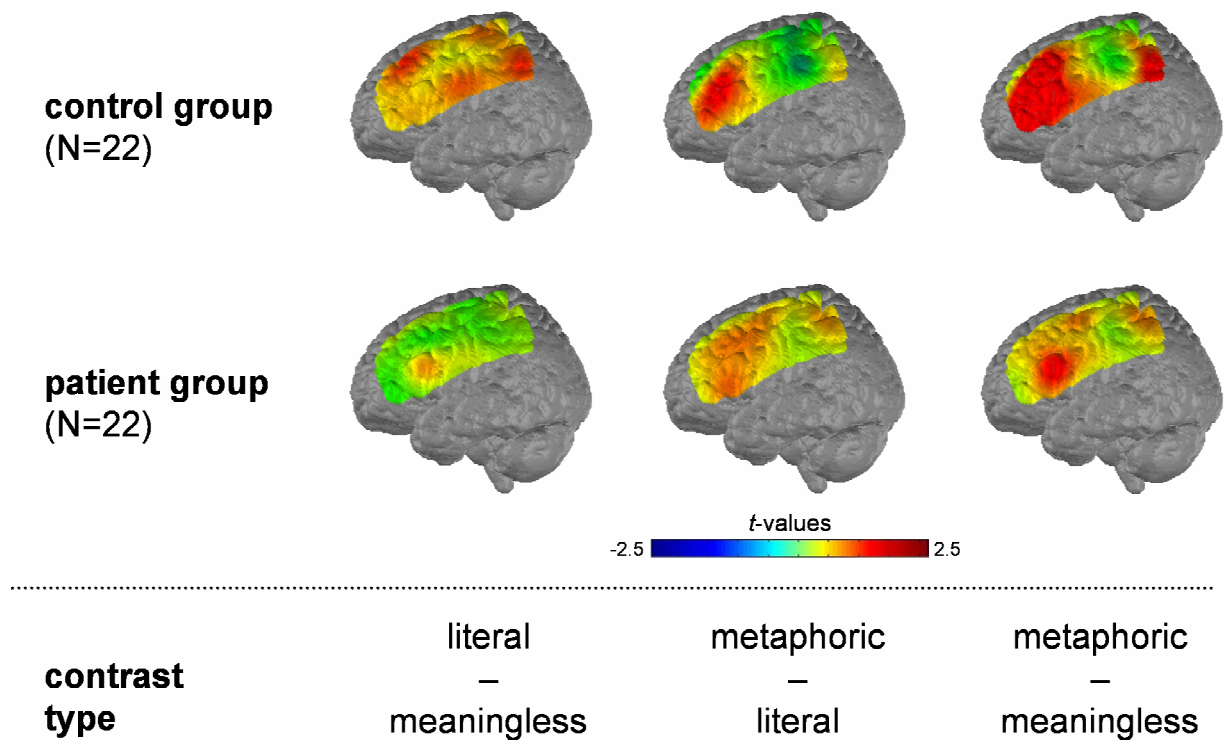 control group
(N=22)
patient group
(N=22)
t-values
-2.5 2.5
contrast
type
literal
–
meaningless
metaphoric
–
literal
metaphoric
–
meaningless